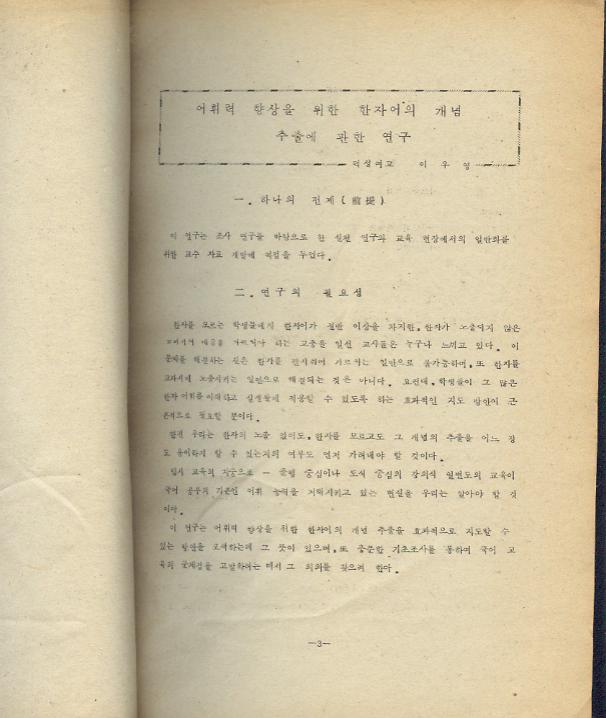 어휘력 향상을 위한 한자어의 개념
추출에 관한 연구
덕성여고 이 우 영
一. 하나의 전제 (前提)
이 연구는 조사 연구를 바탕으로 한 실천 연구와 교육 현장에서의 일반화를
위한 교수 자료 개발에 역점을 두었다.
二. 연구의 필요성
한자를 모르는 학생들에게 한자어가 절반 이상을 차지한, 한자가 노출되지 않은
교과서의 내용을 가르쳐야 하는 고충을 일선 교사들은 누구나 느끼고 있다. 이
문제를 해결하는 길은 한자를 가르치는 일만으로 불가능하며, 또 한자를
교과서에 노출시키는 일만으로 해결되는 것은 아니다. 요컨대, 학생들이 그 많은
한자 어휘를 이해하고 실생활에 적용할 수 있도록 하는 효과적인 지도 방안이 근
본적으로 필요할 뿐이다.
한편 우리는 한자의 노출 없이도, 한자를 모르고도 그 개념의 추출을 어느 정
도 용이하게 할 수 있는지의 여부도 먼저 가려내야 할 것이다.
입시 교육의 치중으로 — 중심이나 도식 중심의 강의식 일변도의 교육이
국어 공부의 기본인 어휘 능력을 저해시키고 있는 현실을 우리는 알아야 할 것
이다.
이 연구는 어휘력 향상을 위한 한자어의 개념 추출을 효과적으로 지도할 수
있는 방안을 모색하는데 그 뜻이 있으며, 또 충분한 기초조사를 통하여 국어 교
육의 문제점을 고발하려는 데서 그 의의를 찾으려 한다.
—3—